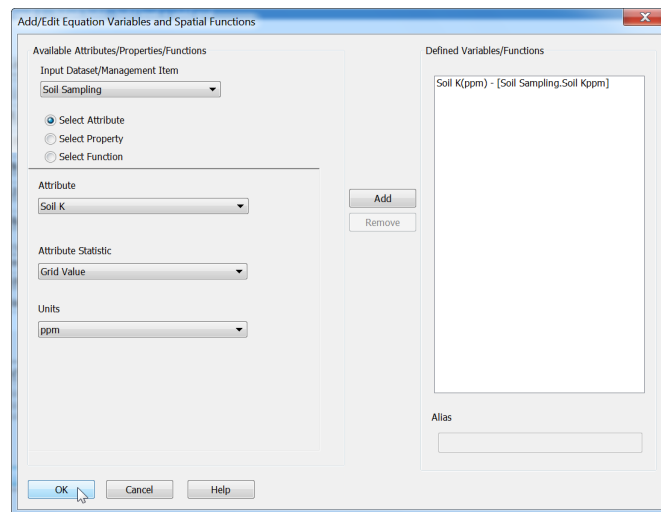 Add/Edit Equation Variables and Spatial Functions
Available Attributes/Properties/Functions
Input Dataset/Management Item
Soil Sampling
Select Attribute
Select Property
Select Function
Attribute
Soil K
Attribute Statistic
Grid Value
Units
ppm
Add
Remove
Defined Variables/Functions
Soil K(ppm) - [Soil Sampling.Soil Kppm]
Alias
OK
Cancel
Help